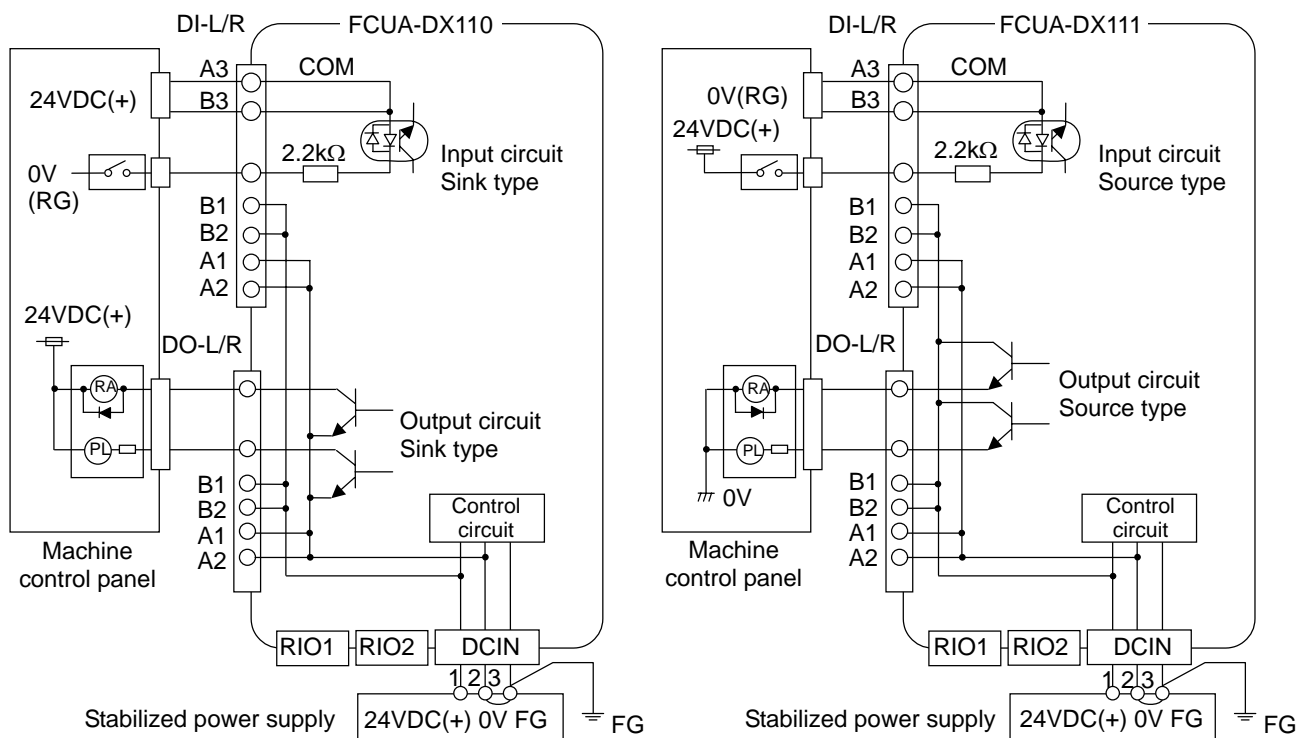 DI-L/R
FCUA-DX110
A3
COM
24VDC(+)
B3
2.2kΩ
Input circuit
Sink type
0V
(RG)
B1
B2
A1
A2
24VDC(+)
DO-L/R
RA
Output circuit
Sink type
PL
B1
B2
A1
A2
Control
circuit
Machine
control panel
RIO1
RIO2
DCIN
1 2 3
Stabilized power supply
24VDC(+) 0V FG
FG
DI-L/R
FCUA-DX111
A3
COM
0V(RG)
B3
24VDC(+)
2.2kΩ
Input circuit
Source type
B1
B2
A1
A2
DO-L/R
RA
Output circuit
Source type
PL
0V
B1
B2
A1
A2
Control
circuit
Machine
control panel
RIO1
RIO2
DCIN
1 2 3
Stabilized power supply
24VDC(+) 0V FG
FG